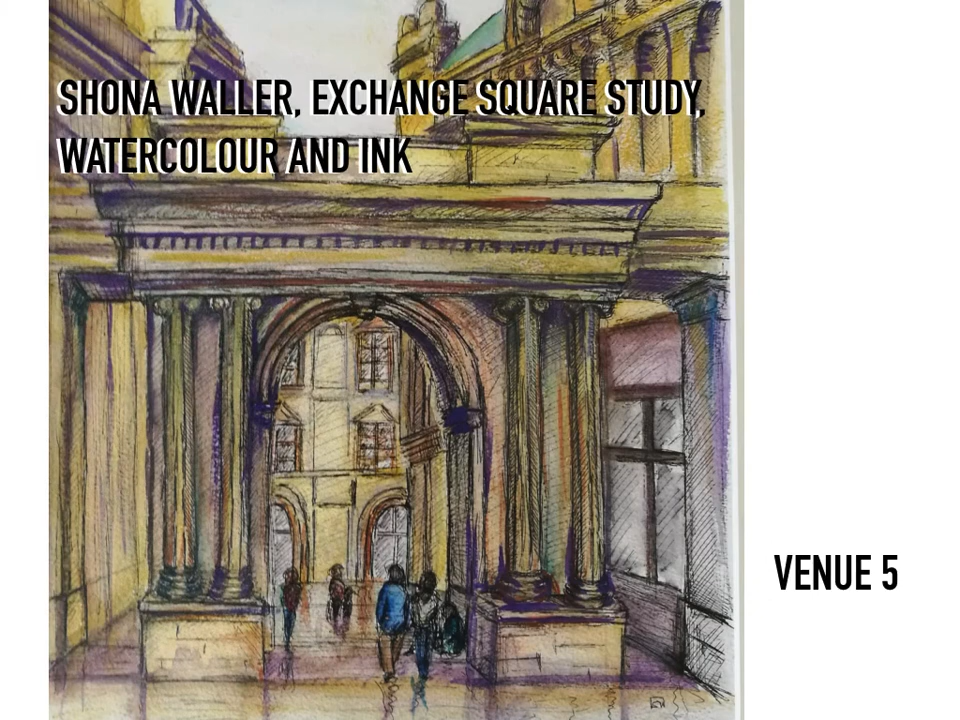 SHONA WALLER, EXCHANGE SQUARE STUDY,
WATERCOLOUR AND INK
VENUE 5